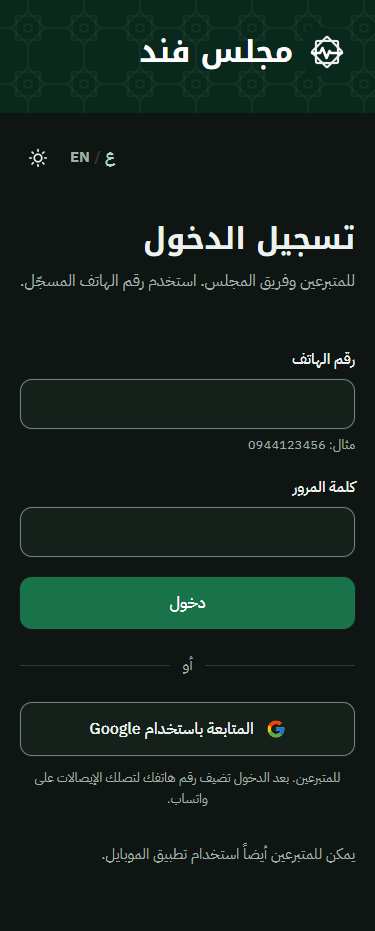 مجلس فند
ع / EN
تسجيل الدخول
للمتبرعين وفريق المجلس. استخدم رقم الهاتف المسجّل.
رقم الهاتف
مثال: 0944123456
كلمة المرور
دخول
أو
المتابعة باستخدام Google
للمتبرعين. بعد الدخول تضيف رقم هاتفك لتصلك الإيصالات على
واتساب.
يمكن للمتبرعين أيضاً استخدام تطبيق الموبايل.